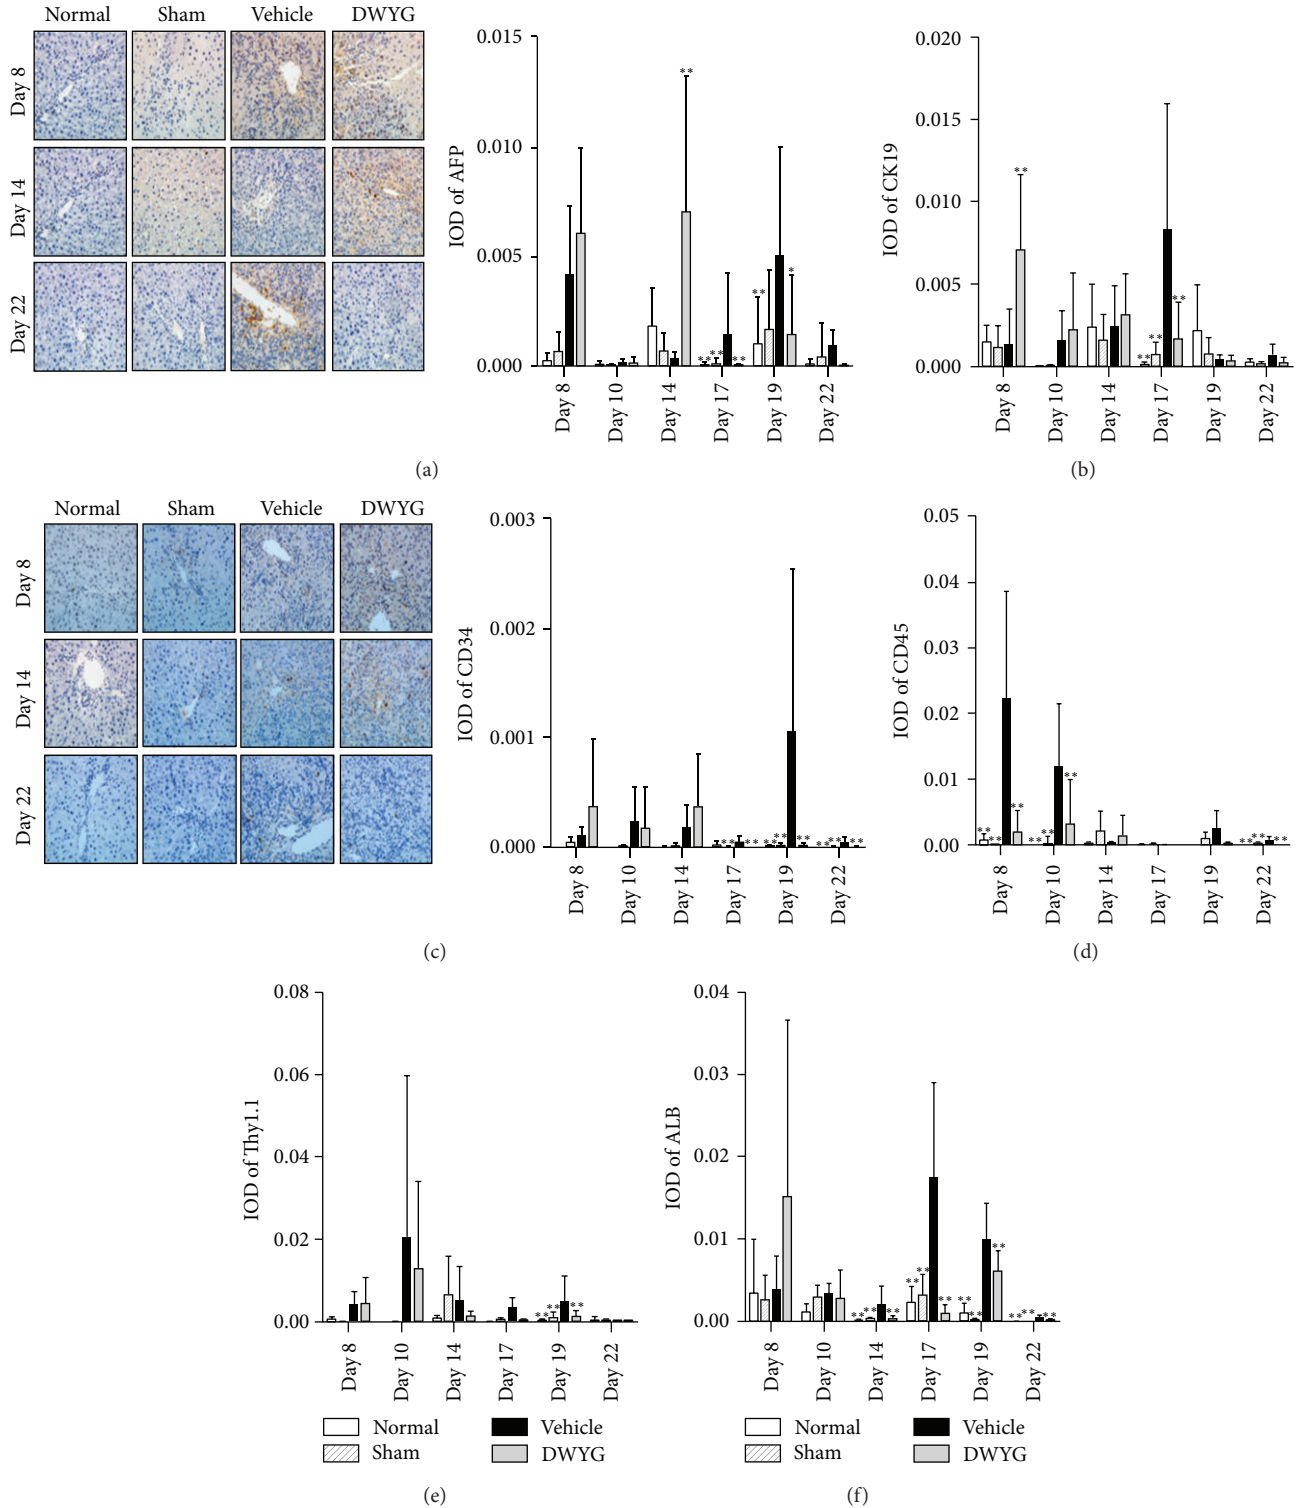 Normal Sham Vehicle DWYG
Day 8
Day 14
Day 22
IOD of AFP
0.015
0.010
0.005
0.000
** ** ** ** ** ** *
Day 8 Day 10 Day 14 Day 17 Day 19 Day 22
(a)
IOD of CK19
0.020
0.015
0.010
0.005
0.000
** ** ** **
Day 8 Day 10 Day 14 Day 17 Day 19 Day 22
(b)
Normal Sham Vehicle DWYG
Day 8
Day 14
Day 22
IOD of CD34
0.003
0.002
0.001
0.000
** ** ** ** ** ** ** ** **
Day 8 Day 10 Day 14 Day 17 Day 19 Day 22
(c)
IOD of CD45
0.05
0.04
0.03
0.02
0.01
0.00
** ** ** ** ** ** ** ** **
Day 8 Day 10 Day 14 Day 17 Day 19 Day 22
(d)
IOD of Thy1.1
0.08
0.06
0.04
0.02
0.00
** ** **
Day 8 Day 10 Day 14 Day 17 Day 19 Day 22
Normal Vehicle
Sham DWYG
(e)
IOD of ALB
0.04
0.03
0.02
0.01
0.00
** ** ** ** ** ** ** ** ** ** ** **
Day 8 Day 10 Day 14 Day 17 Day 19 Day 22
Normal Vehicle
Sham DWYG
(f)